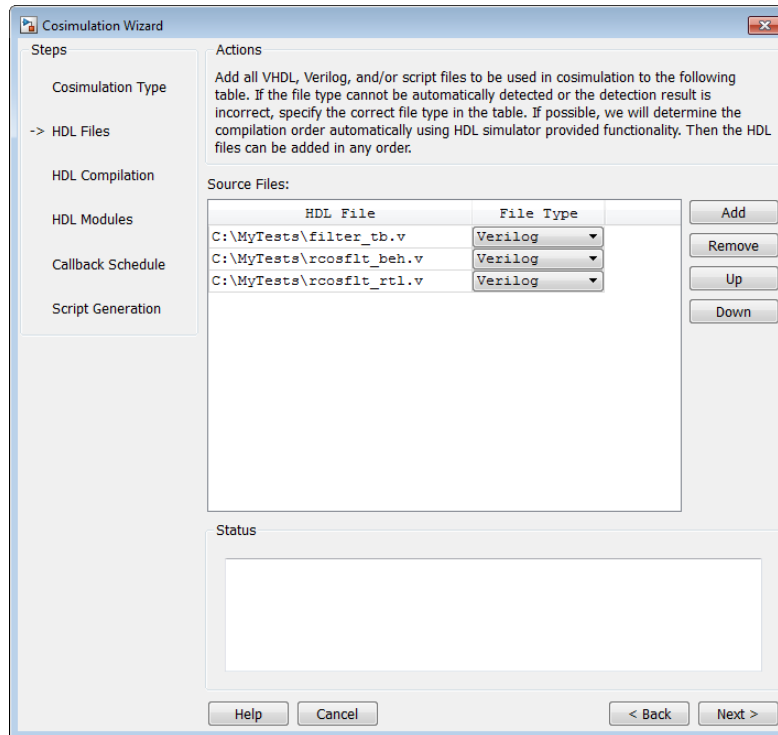 Cosimulation Wizard
Steps
Cosimulation Type
-> HDL Files
HDL Compilation
HDL Modules
Callback Schedule
Script Generation
Actions
Add all VHDL, Verilog, and/or script files to be used in cosimulation to the following
table. If the file type cannot be automatically detected or the detection result is
incorrect, specify the correct file type in the table. If possible, we will determine the
compilation order automatically using HDL simulator provided functionality. Then the HDL
files can be added in any order.
Source Files:
HDL File File Type
C:\MyTests\filter_tb.v Verilog
C:\MyTests\rcosflt_beh.v Verilog
C:\MyTests\rcosflt_rtl.v Verilog
Add
Remove
Up
Down
Status
Help Cancel < Back Next >